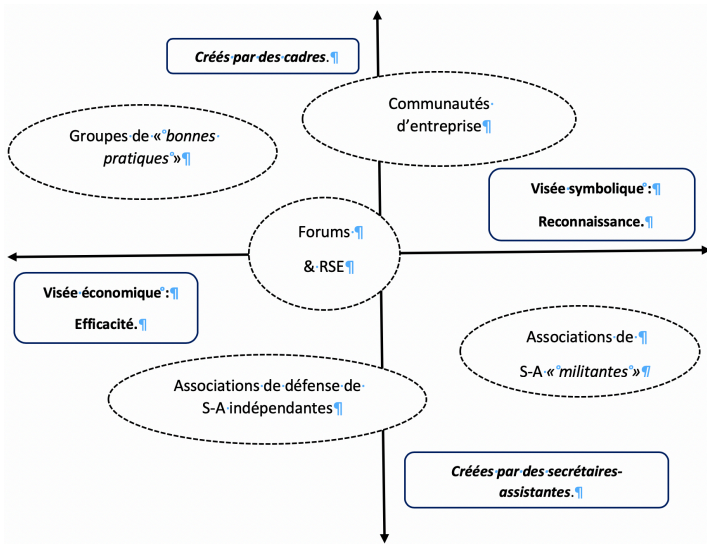 Créés·par·des·cadres.¶
Communautés·
d’entreprise¶
Groupes·de·«°bonnes·
pratiques°»¶
Visée·symbolique°:¶
Reconnaissance.¶
Forums·¶
&·RSE¶
Visée·économique°:¶
Efficacité.¶
Associations·de·¶
S-A·«°militantes°»¶
Associations·de·défense·de·
S-A·indépendantes¶
Créées·par·des·secrétaires-
assistantes.¶